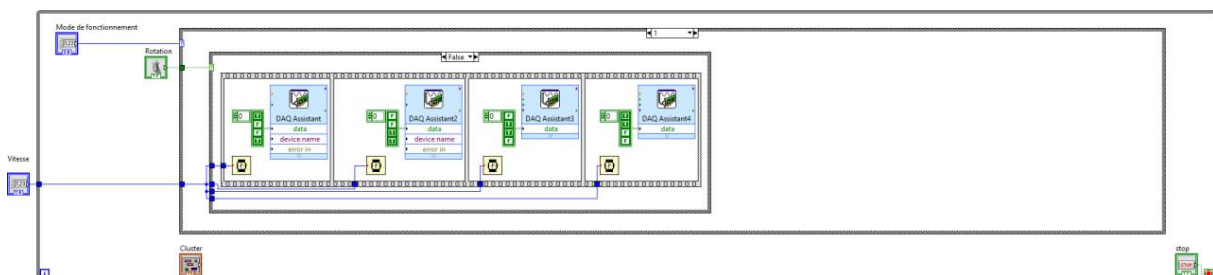 Mode de fonctionnement
1
Rotation
False
DAQ Assistant
data
device name
error in
DAQ Assistant2
data
device name
error in
DAQ Assistant3
data
DAQ Assistant4
data
Vitesse
Cluster
stop
STOP
i